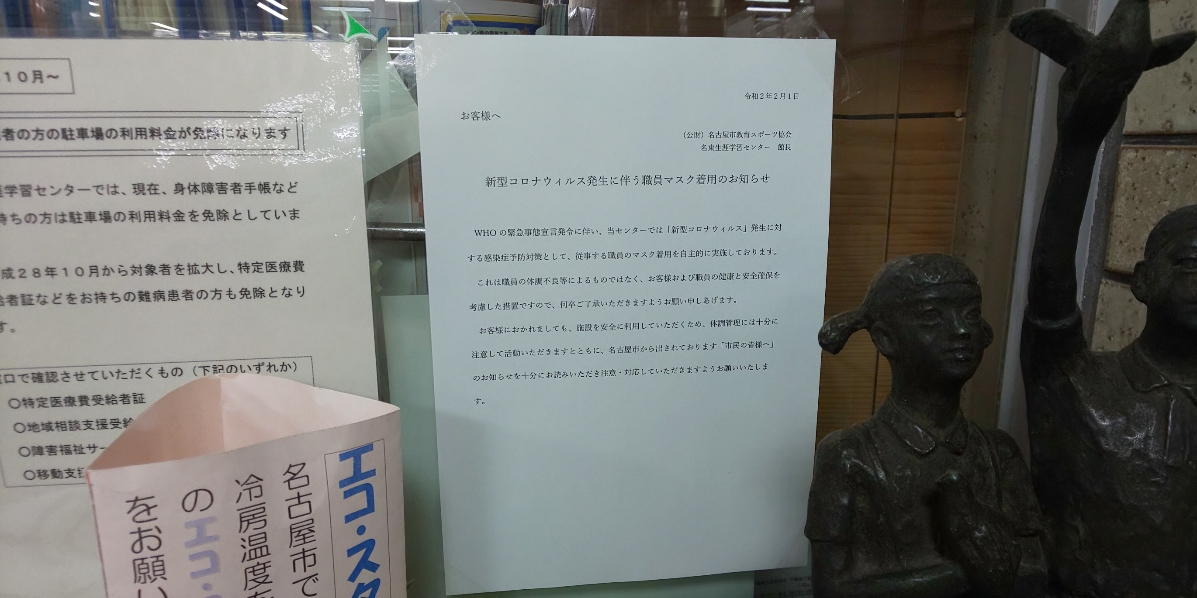 １０月～
者の方の駐車場の利用料金が免除になります
学習センターでは、現在、身体障害者手帳など
持ちの方は駐車場の利用料金を免除としていま
成２８年１０月から対象者を拡大し、特定医療費
給者証などをお持ちの難病患者の方も免除となり
す。
口で確認させていただくもの（下記のいずれか）
○特定医療費受給者証
○地域相談支援受給
○障害福祉サー
○移動支援
エコ・スタ
名古屋市で
冷房温度を
のエコ・
をお願い
令和２年２月１日
お客様へ
（公財）名古屋市教育スポーツ協会
名東生涯学習センター　館長
新型コロナウィルス発生に伴う職員マスク着用のお知らせ
WHOの緊急事態宣言発令に伴い、当センターでは「新型コロナウィルス」発生に対
する感染症予防対策として、従事する職員のマスク着用を自主的に実施しております。
これは職員の体調不良等によるものではなく、お客様および職員の健康と安全確保を
考慮した措置ですので、何卒ご了承いただきますようお願い申しあげます。
お客様におかれましても、施設を安全に利用していただくため、体調管理には十分に
注意して活動いただきますとともに、名古屋市から出されております「市民の皆様へ」
のお知らせを十分にお読みいただき注意・対応していただきますようお願いいたしま
す。